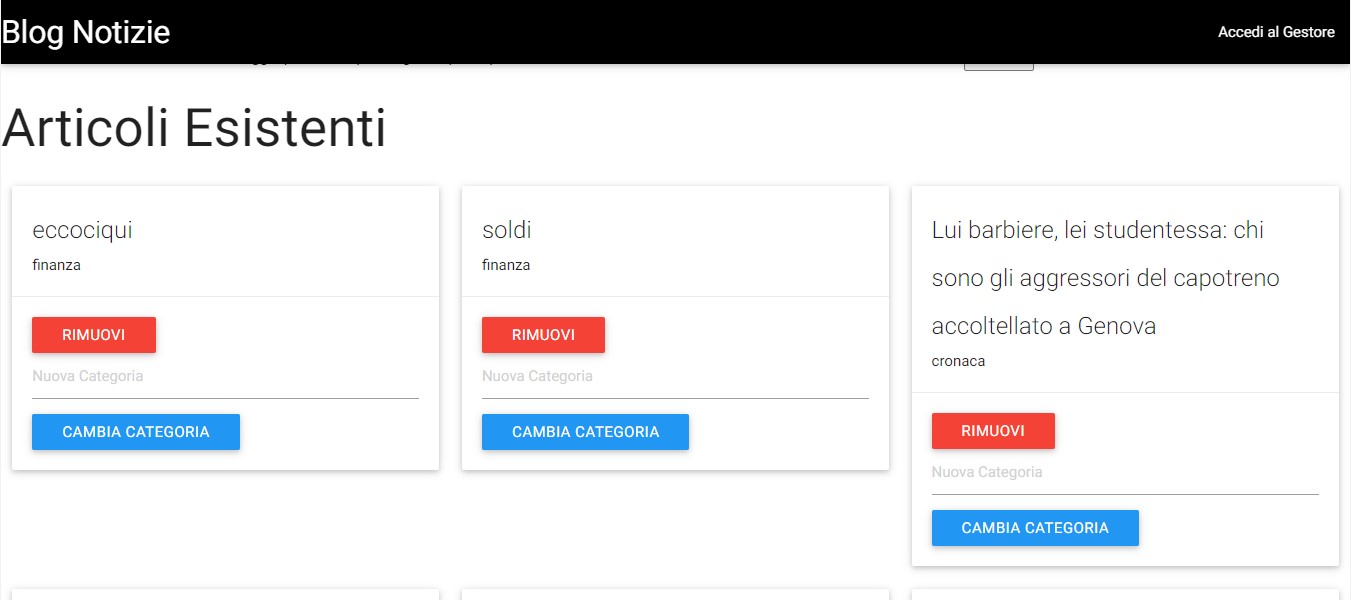 Blog Notizie
Accedi al Gestore
Articoli Esistenti
eccociqui
finanza
RIMUOVI
Nuova Categoria
CAMBIA CATEGORIA
soldi
finanza
RIMUOVI
Nuova Categoria
CAMBIA CATEGORIA
Lui barbiere, lei studentessa: chi
sono gli aggressori del capotreno
accoltellato a Genova
cronaca
RIMUOVI
Nuova Categoria
CAMBIA CATEGORIA